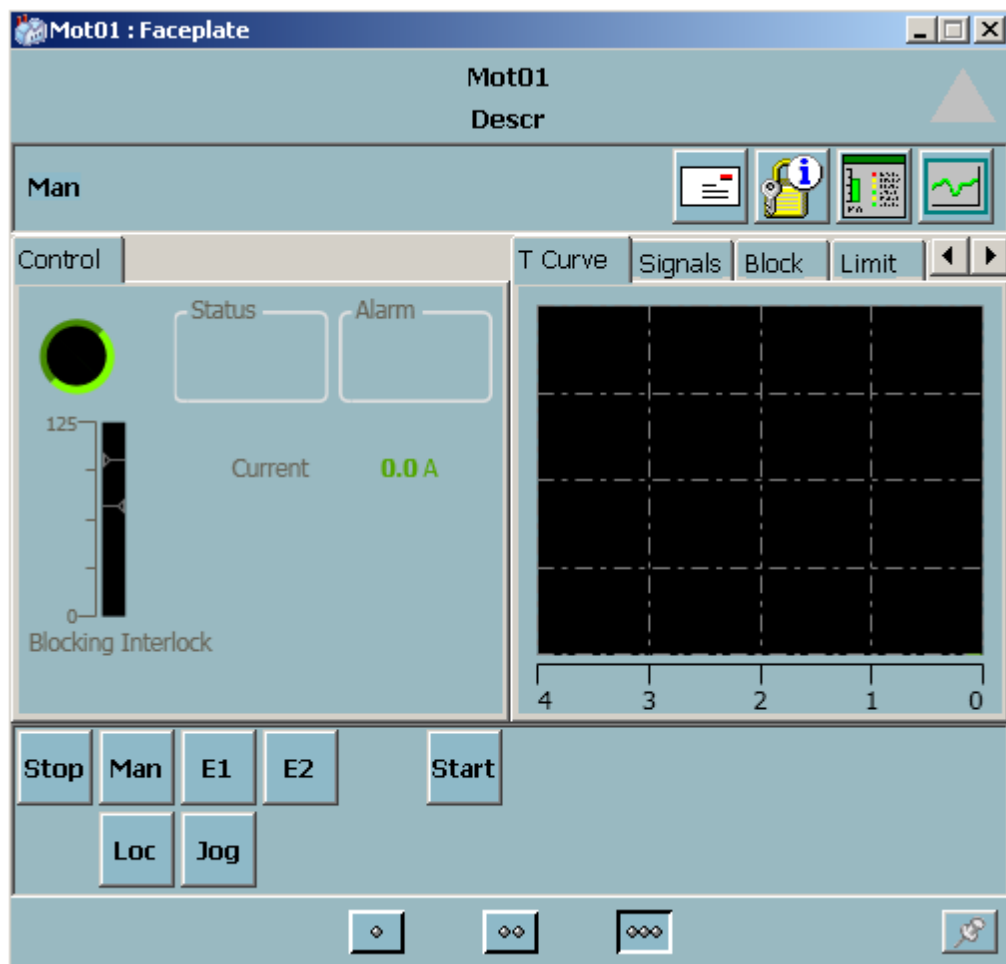 Mot01 : Faceplate
Mot01
Descr
Man
Control
T Curve Signals Block Limit
Status Alarm
125
Current 0.0 A
0
Blocking Interlock
4 3 2 1 0
Stop Man E1 E2 Start
Loc Jog